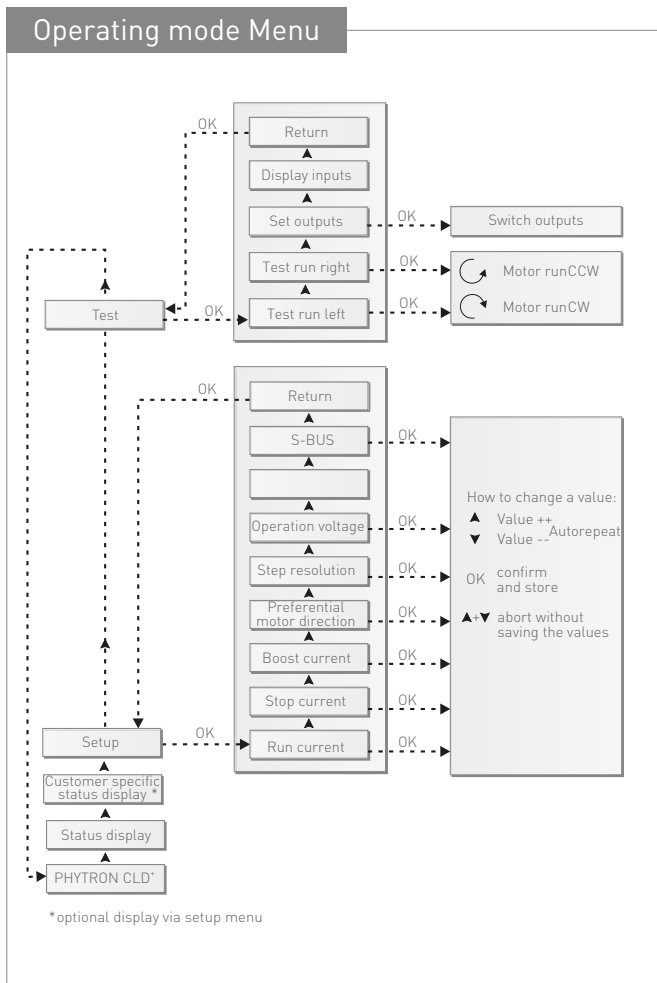 Operating mode Menu
OK
Return
Display inputs
Set outputs
OK
Switch outputs
Test run right
OK
Motor runCCW
Test
OK
Test run left
OK
Motor runCW
OK
Return
S-BUS
OK
Operation voltage
OK
Step resolution
OK
Preferential
motor direction
OK
Boost current
OK
Stop current
OK
Setup
OK
Run current
OK
How to change a value:
Value ++
Value --
Autorepeat
OK confirm
and store
+ abort without
saving the values
Customer specific
status display *
Status display
PHYTRON CLD+
*optional display via setup menu